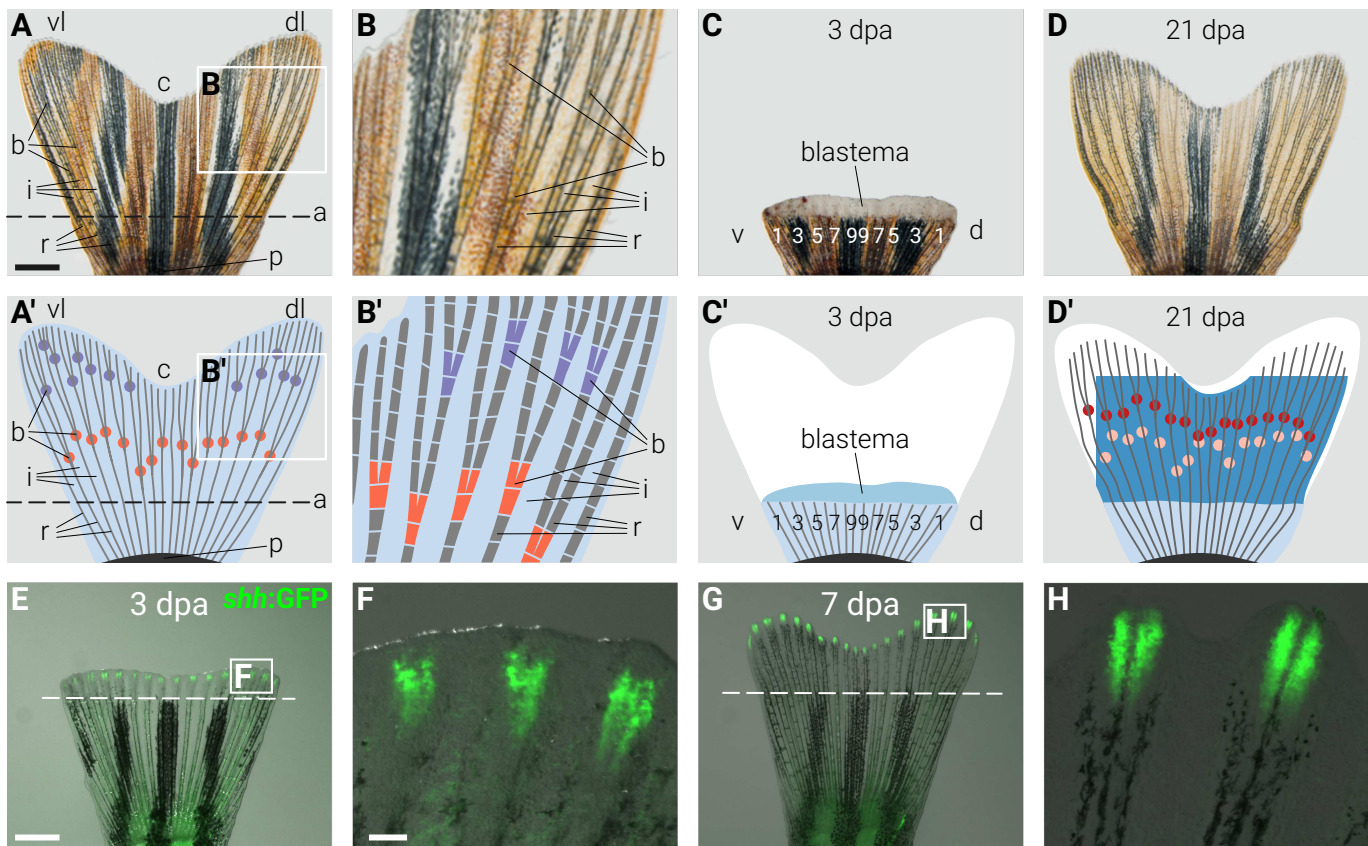 A vl dl
c
B
b
i
a
r
p
B
b
i
r
C 3 dpa
blastema
v 1 3 5 7 9 9 7 5 3 1 d
D 21 dpa
A' vl dl
c
B'
b
i
a
r
p
B'
b
i
r
C' 3 dpa
blastema
v 1 3 5 7 9 9 7 5 3 1 d
D' 21 dpa
E 3 dpa shh:GFP
F
F
G 7 dpa
H
H